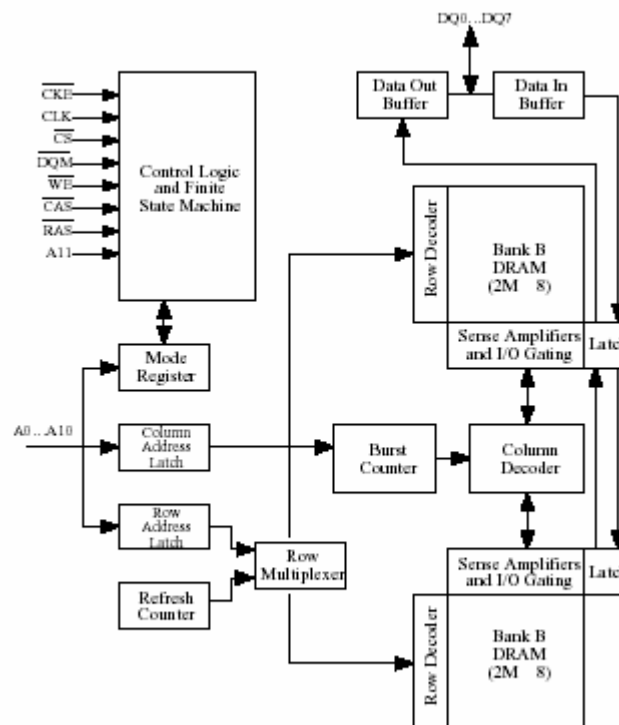 DQ0...DQ7
Data Out
Buffer
Data In
Buffer
CKE
CLK
CS
DQM
WE
CAS
RAS
A11
Control Logic
and Finite
State Machine
Row Decoder
Bank B
DRAM
(2M 8)
Sense Amplifiers
and I/O Gating
Latch
Mode
Register
A0...A10
Column
Address
Latch
Burst
Counter
Column
Decoder
Row
Address
Latch
Row
Multiplexer
Refresh
Counter
Sense Amplifiers
and I/O Gating
Latch
Row Decoder
Bank B
DRAM
(2M 8)